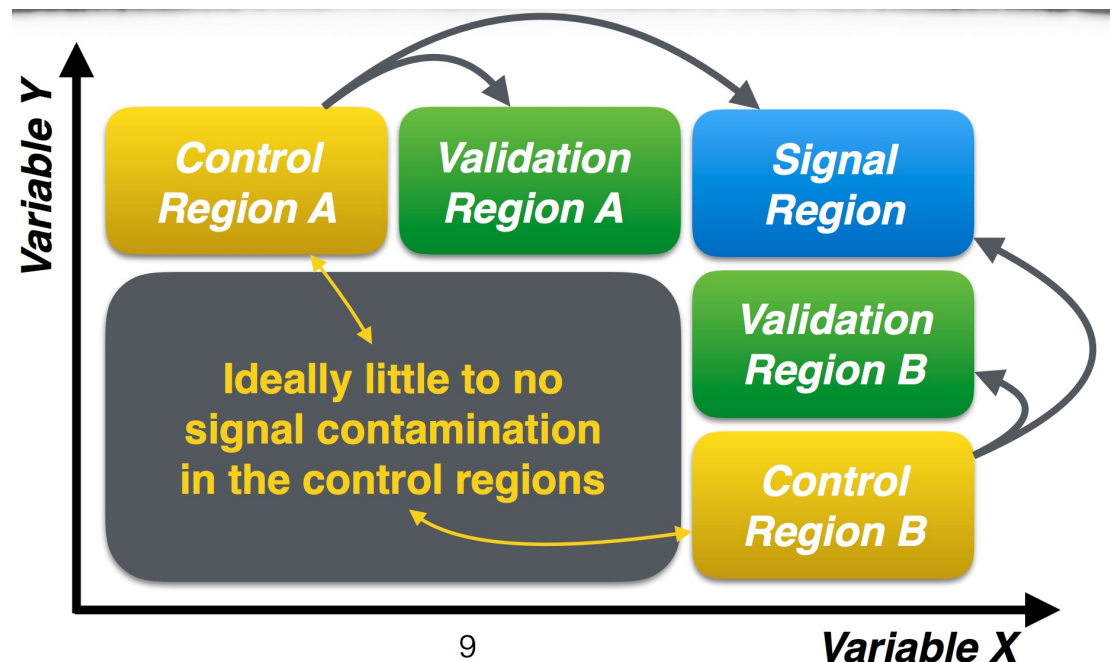 Variable Y
Control
Region A
Validation
Region A
Signal
Region
Validation
Region B
Ideally little to no
signal contamination
in the control regions
Control
Region B
9
Variable X